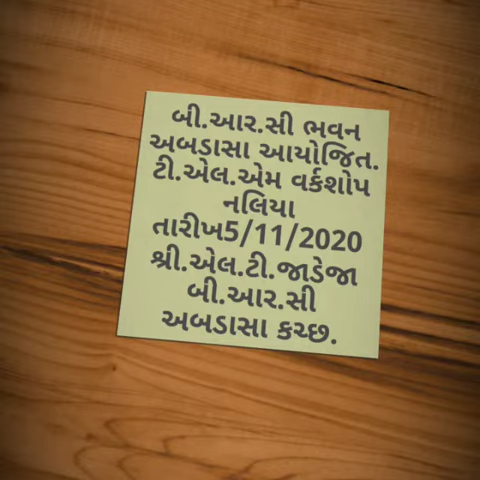 બી.આર.સી ભવન
અબડાસા આયોજિત.
ટી.એલ.એમ વર્કશોપ
નલિયા
તારીખ5/11/2020
શ્રી.એલ.ટી.જાડેજા
બી.આર.સી
અબડાસા કચ્છ.